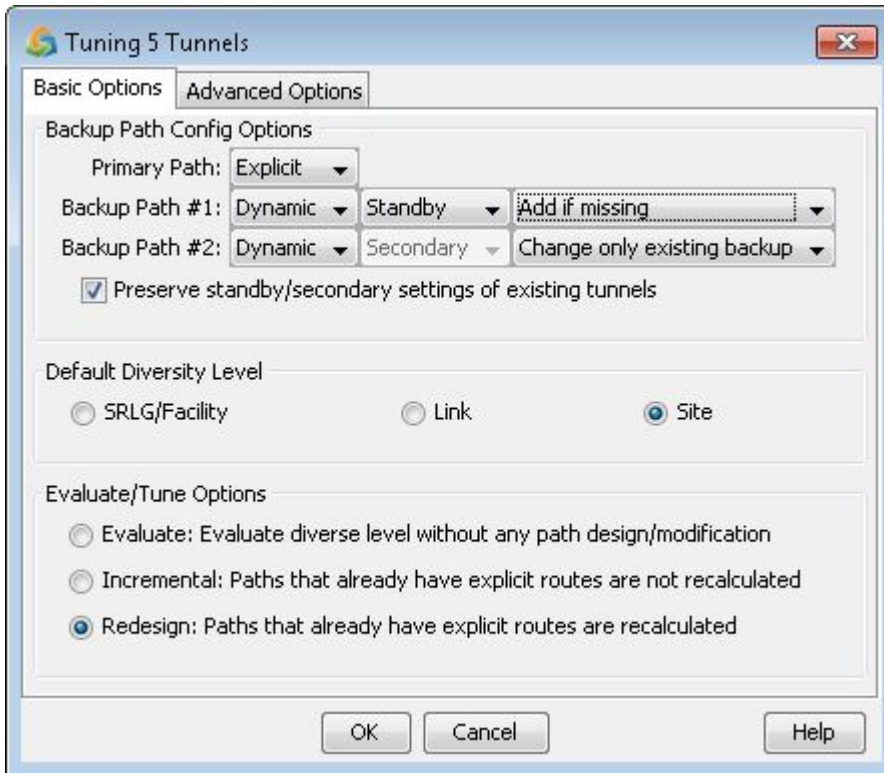 Tuning 5 Tunnels
Basic Options Advanced Options
Backup Path Config Options
Primary Path: Explicit
Backup Path #1: Dynamic Standby Add if missing
Backup Path #2: Dynamic Secondary Change only existing backup
Preserve standby/secondary settings of existing tunnels
Default Diversity Level
SRLG/Facility Link Site
Evaluate/Tune Options
Evaluate: Evaluate diverse level without any path design/modification
Incremental: Paths that already have explicit routes are not recalculated
Redesign: Paths that already have explicit routes are recalculated
OK Cancel Help